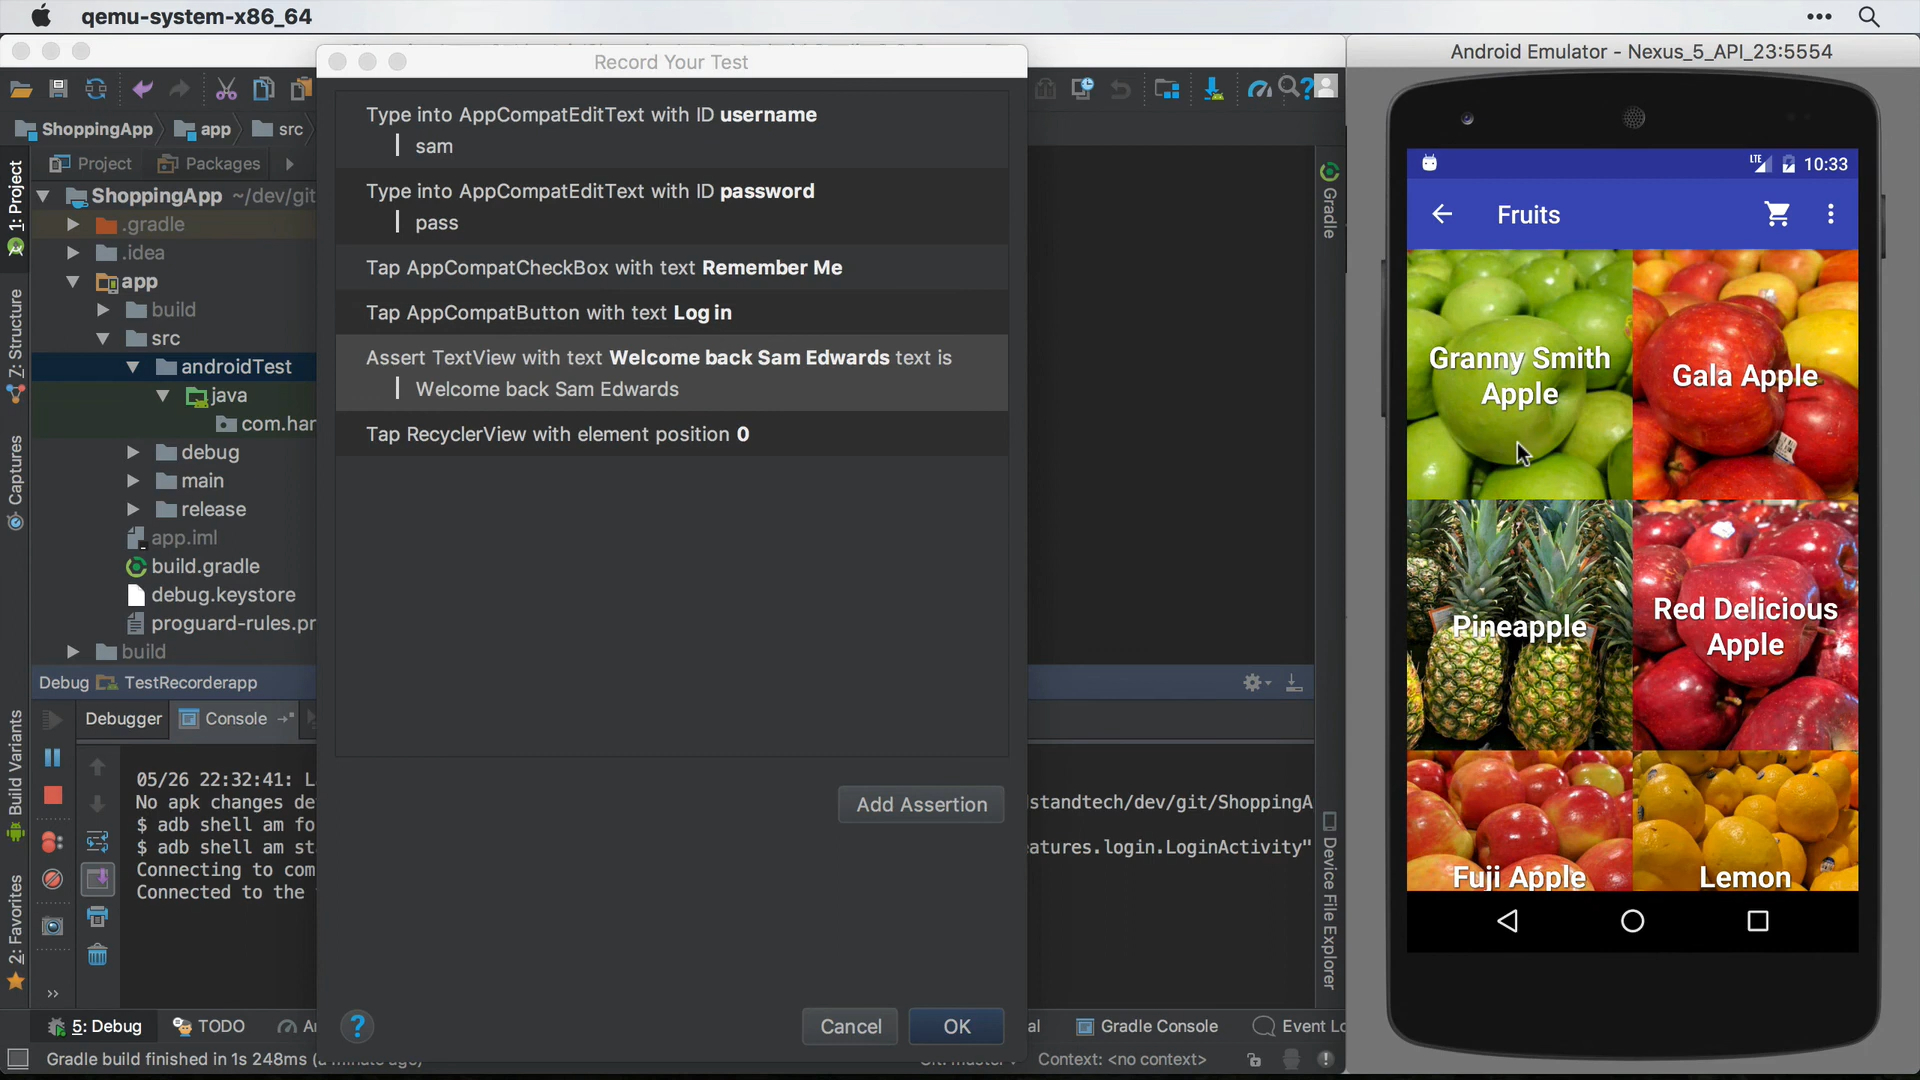 qemu-system-x86_64
Record Your Test
Android Emulator - Nexus_5_API_23:5554
ShoppingApp
app
src
Project
Packages
1: Project
Z: Structure
Captures
Build Variants
2: Favorites
ShoppingApp ~/dev/git
.gradle
.idea
app
build
src
androidTest
java
com.har
debug
main
release
app.iml
build.gradle
debug.keystore
proguard-rules.pr
build
Type into AppCompatEditText with ID username
sam
Type into AppCompatEditText with ID password
pass
Tap AppCompatCheckBox with text Remember Me
Tap AppCompatButton with text Log in
Assert TextView with text Welcome back Sam Edwards text is
Welcome back Sam Edwards
Tap RecyclerView with element position 0
Add Assertion
Cancel
OK
Debug TestRecorderapp
Debugger
Console
05/26 22:32:41: L
No apk changes de
$ adb shell am fo
$ adb shell am st
Connecting to com
Connected to the
standtech/dev/git/ShoppingA
eatures.login.LoginActivity"
Gradle
Device File Explorer
5: Debug
TODO
Gradle Console
Event Lo
Gradle build finished in 1s 248ms (a minute ago)
Context: <no context>
LTE
10:33
Fruits
Granny Smith
Apple
Gala Apple
Pineapple
Red Delicious
Apple
Fuji Apple
Lemon